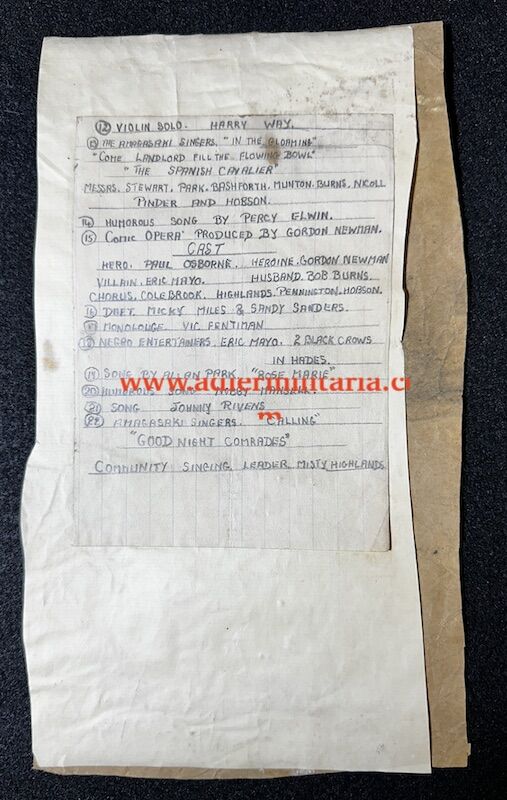 (12) VIOLIN SOLO. HARRY WAY.
(13) THE AMAGASAKI SINGERS. "IN THE GLOAMING"
"COME LANDLORD FILL THE FLOWING BOWL"
"THE SPANISH CAVALIER"
MESSRS. STEWART, PARK, BASHFORTH, MUNTON, BURNS, NICOLL
PINDER AND HOBSON.
(14) HUMOROUS SONG BY PERCY ELWIN.
(15) COMIC OPERA PRODUCED BY GORDON NEWMAN.
CAST
HERO. PAUL OSBORNE. HEROINE. GORDON NEWMAN
VILLAIN. ERIC MAYO. HUSBAND. BOB BURNS.
CHORUS. COLEBROOK. HIGHLANDS. PENNINGTON. HOBSON.
16 DUET. MICKY MILES & SANDY SANDERS.
17 MONOLOUGE. VIC FENTIMAN
(18) NEGRO ENTERTAINERS. ERIC MAYO. 2 BLACK CROWS
IN HADES.
(19) SONG BY ALLAN PARK "ROSE MARIE"
www.adlermilitaria.com
(20) HUMOROUS SONG
(21) SONG JOHNNY RIVENS
(22) AMAGASAKI SINGERS. "CALLING"
"GOOD NIGHT COMRADES"
COMMUNITY SINGING. LEADER MISTY HIGHLANDS